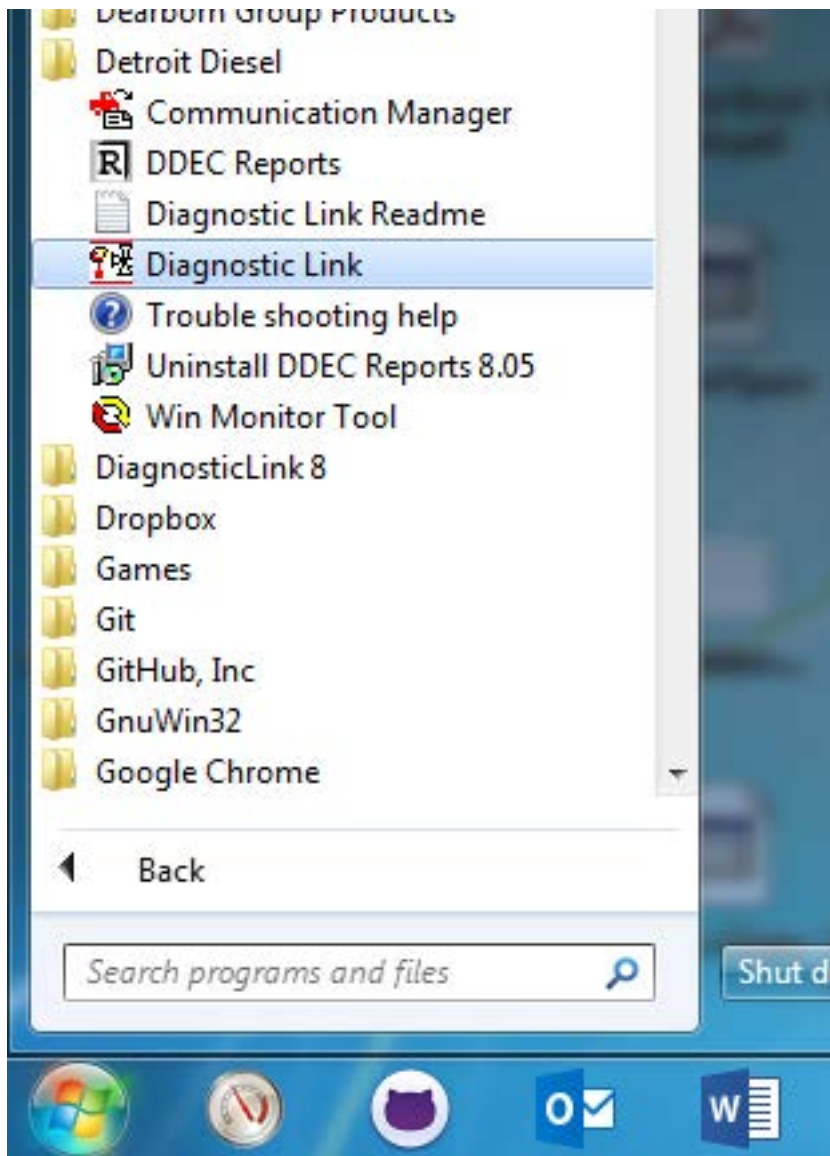 Dearborn Group Products
Detroit Diesel
Communication Manager
R DDEC Reports
Diagnostic Link Readme
Diagnostic Link
? Trouble shooting help
Uninstall DDEC Reports 8.05
Win Monitor Tool
DiagnosticLink 8
Dropbox
Games
Git
GitHub, Inc
GnuWin32
Google Chrome
Back
Search programs and files
Shut d
O W